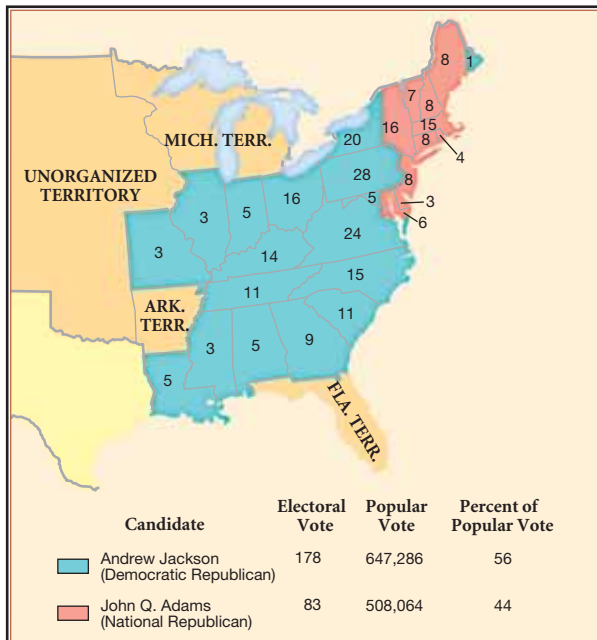 8
1
7
8
16
15
20
8
4
MICH. TERR.
28
8
UNORGANIZED
TERRITORY
5
3
16
6
3
5
24
3
14
15
11
ARK.
TERR.
11
3
5
9
5
FLA. TERR.
Candidate
Electoral
Vote
Popular
Vote
Percent of
Popular Vote
Andrew Jackson
(Democratic Republican)
178
647,286
56
John Q. Adams
(National Republican)
83
508,064
44